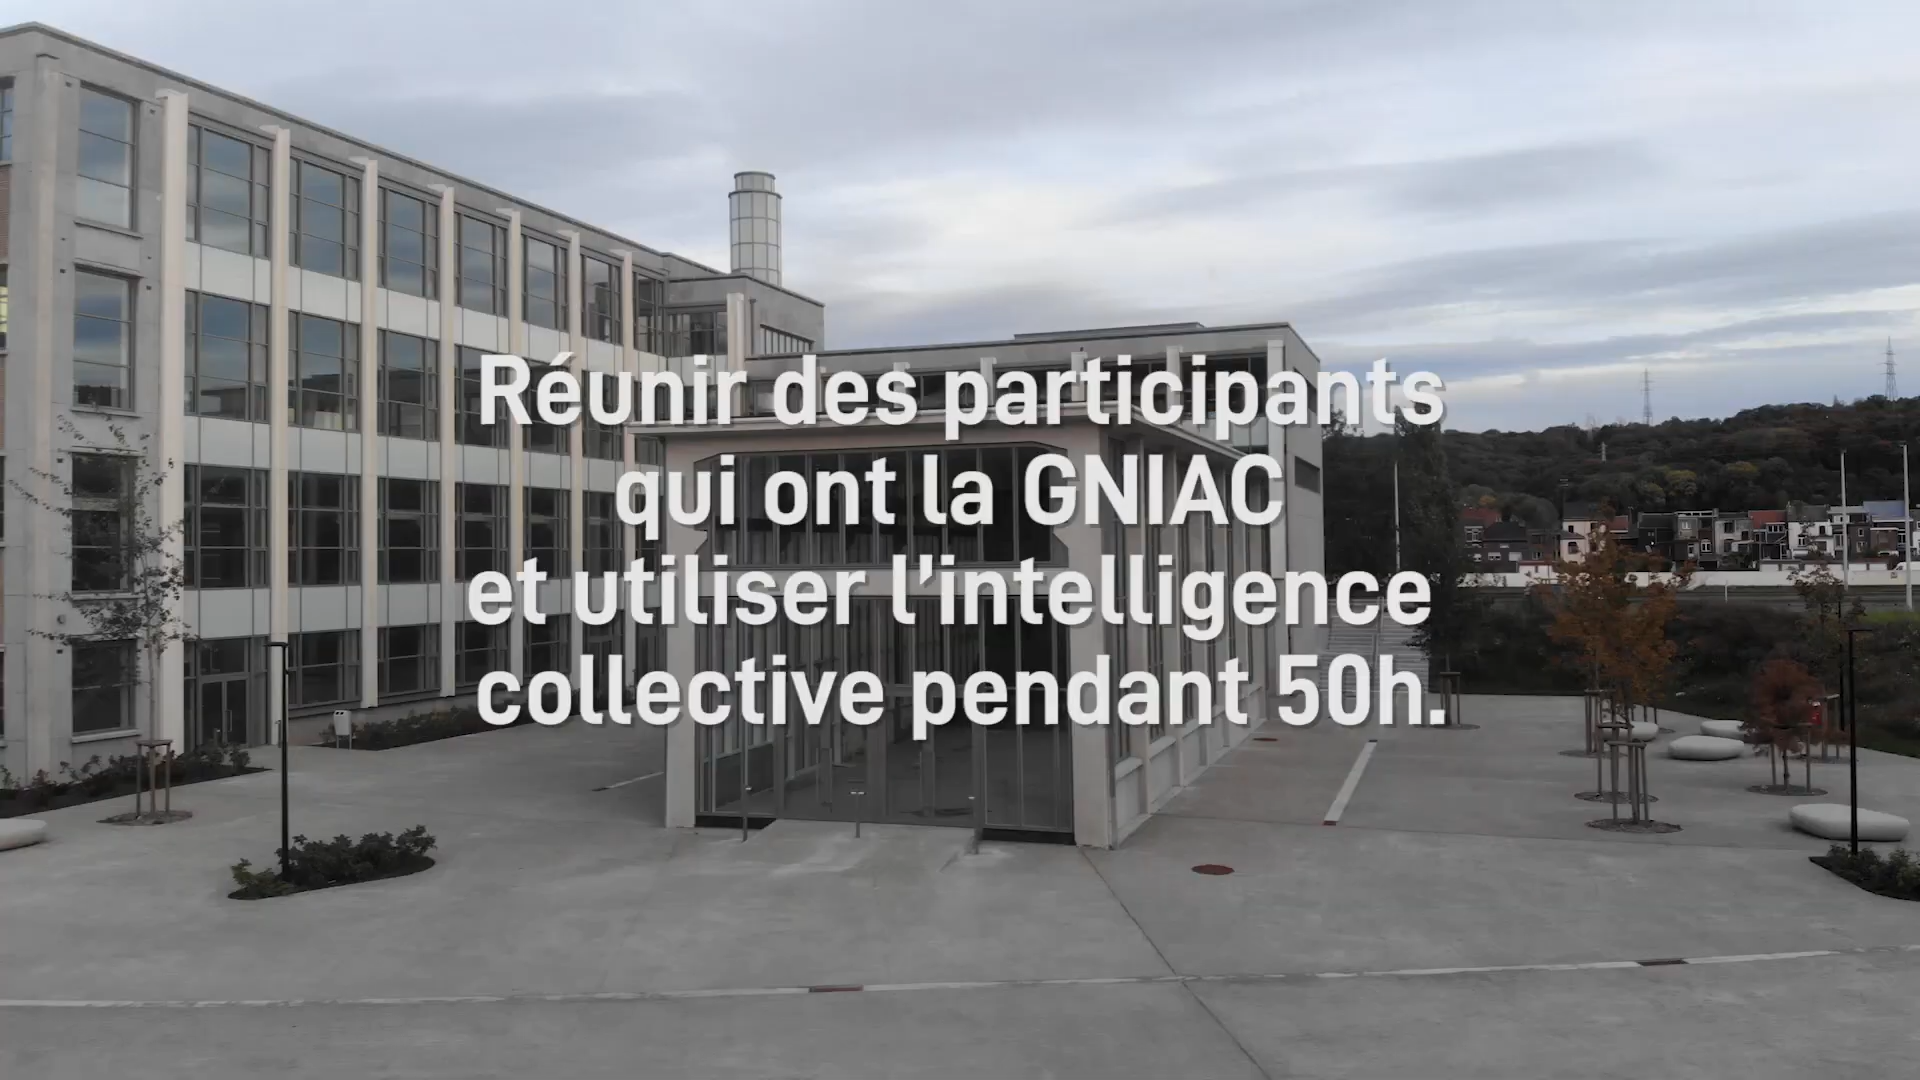 Réunir des participants
qui ont la GNIAC
et utiliser l’intelligence
collective pendant 50h.